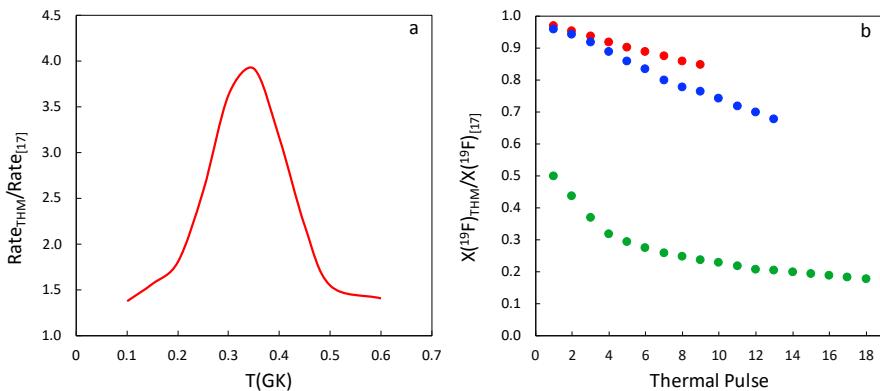 a
4.5
4.0
3.5
3.0
2.5
2.0
1.5
1.0
Rate_THM/Rate_[17]
0 0.1 0.2 0.3 0.4 0.5 0.6 0.7
T(GK)
b
1.0
0.9
0.8
0.7
0.6
0.5
0.4
0.3
0.2
0.1
0.0
X(¹⁹F)_THM/X(¹⁹F)_[17]
0 2 4 6 8 10 12 14 16 18
Thermal Pulse